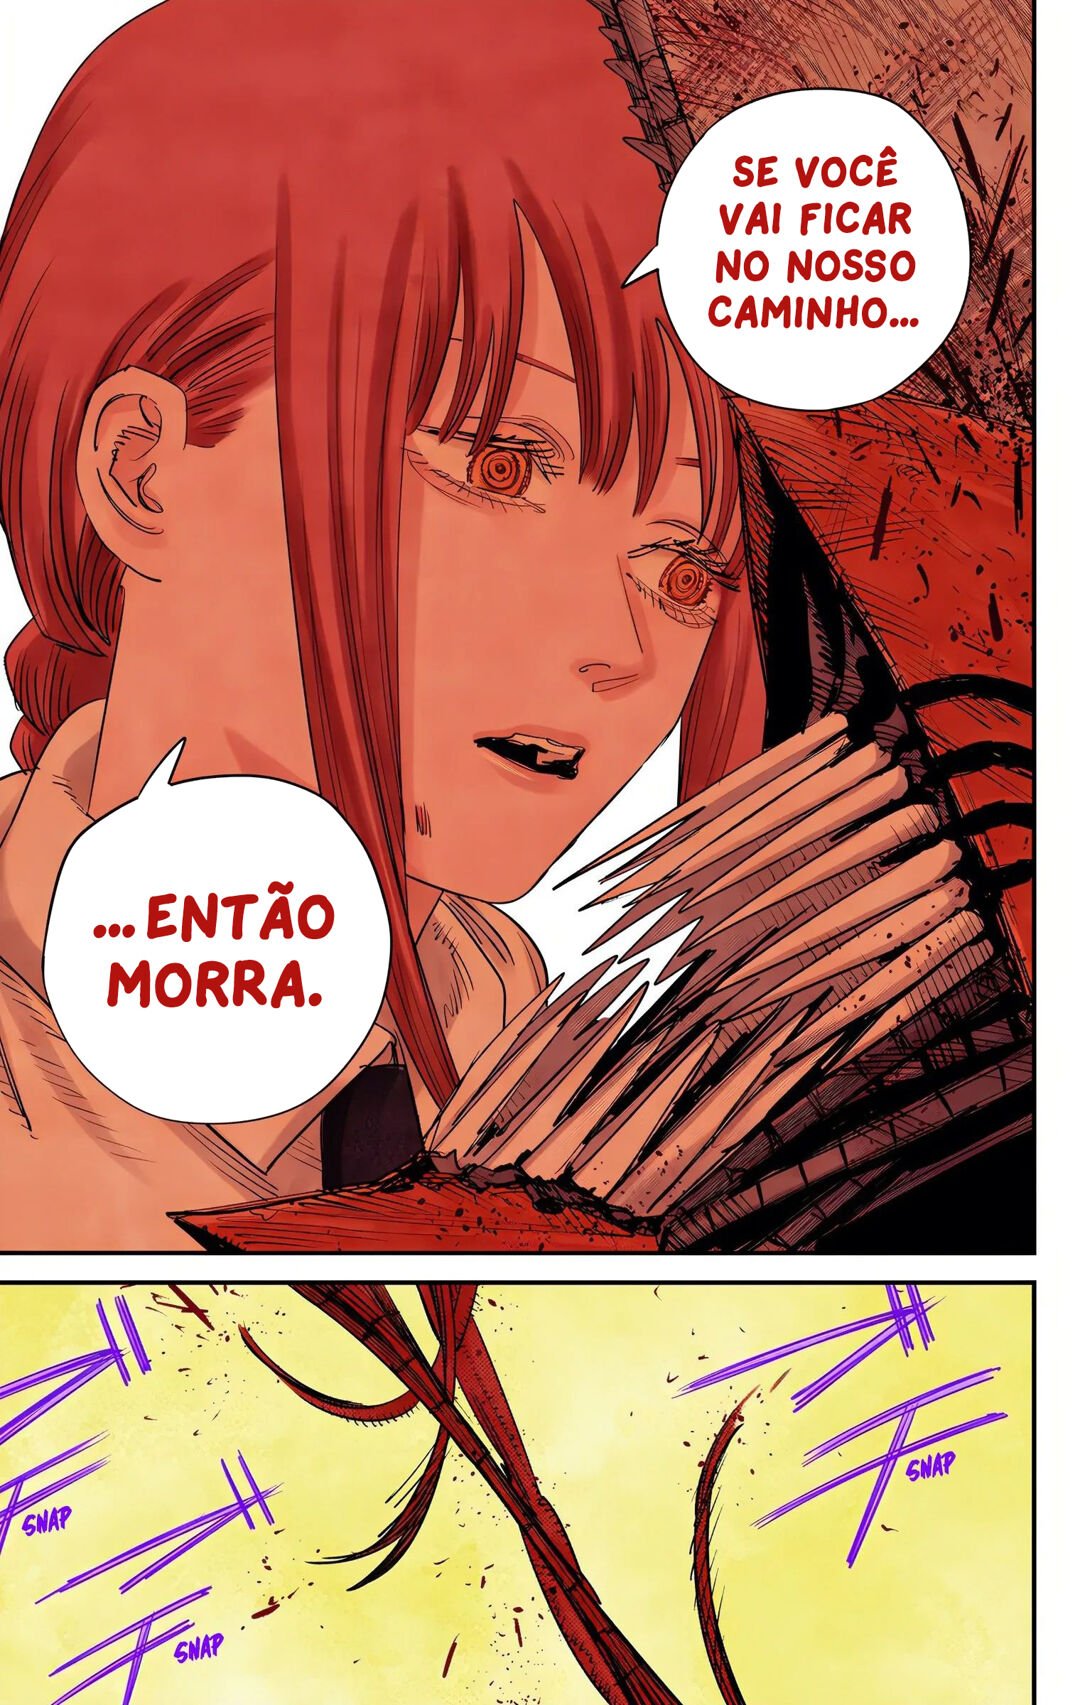 SE VOCÊ
VAI FICAR
NO NOSSO
CAMINHO...
...ENTÃO
MORRA.
SNAP
SNAP
SNAP